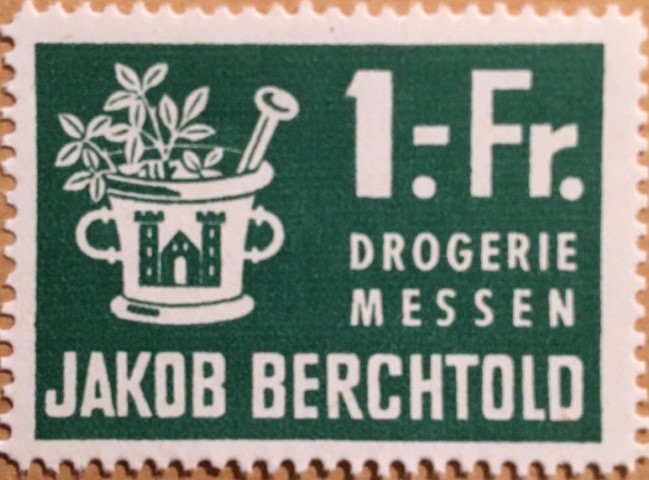 1.- Fr.
DROGERIE
MESSEN
JAKOB BERCHTOLD